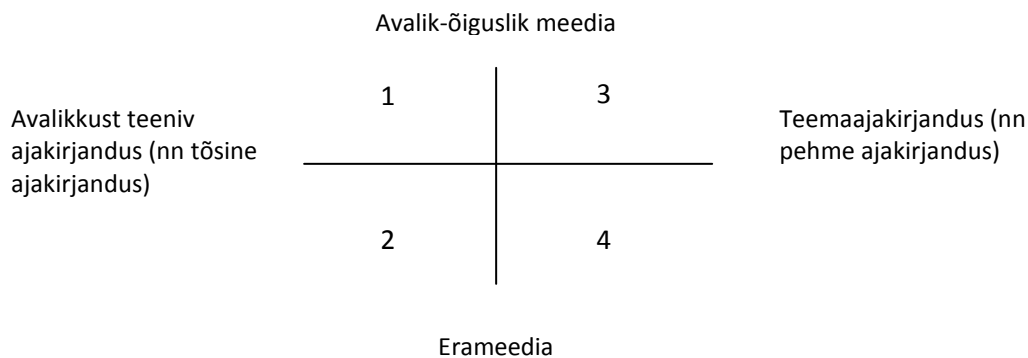 Avalik-õiguslik meedia
1
3
Avalikkust teeniv
ajakirjandus (nn tõsine
ajakirjandus)
Teemaajakirjandus (nn
pehme ajakirjandus)
2
4
Erameedia